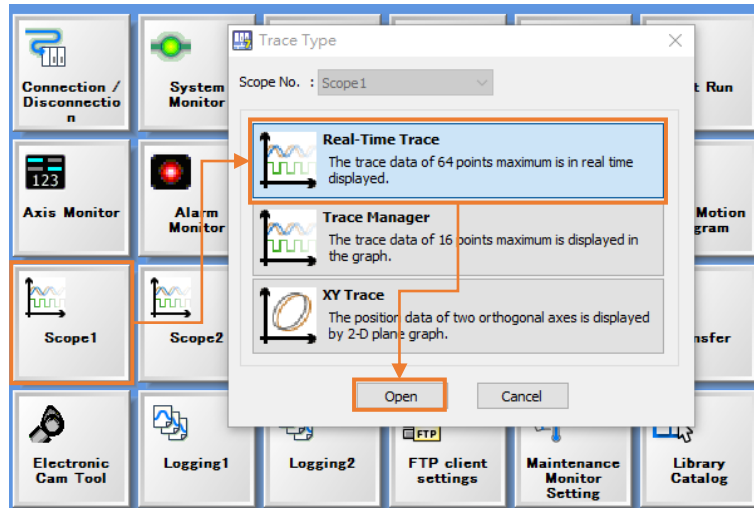 Trace Type
Scope No. : Scope1
Real-Time Trace
The trace data of 64 points maximum is in real time
displayed.
Trace Manager
The trace data of 16 points maximum is displayed in
the graph.
XY Trace
The position data of two orthogonal axes is displayed
by 2-D plane graph.
Open
Cancel
Connection /
Disconnectio
n
System
Monitor
Run
123
Axis Monitor
Alarm
Monitor
Motion
Scope1
Scope2
Electronic
Cam Tool
Logging1
Logging2
FTP
FTP client
settings
Maintenance
Monitor
Setting
Library
Catalog